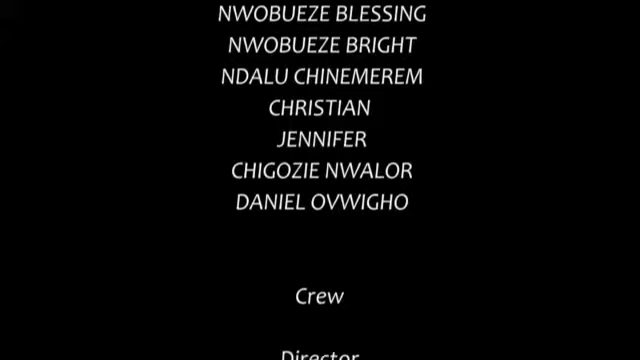 NWOBUEZE BLESSING
NWOBUEZE BRIGHT
NDALU CHINEMEREM
CHRISTIAN
JENNIFER
CHIGOZIE NWALOR
DANIEL OVWIGHO
Crew
Director